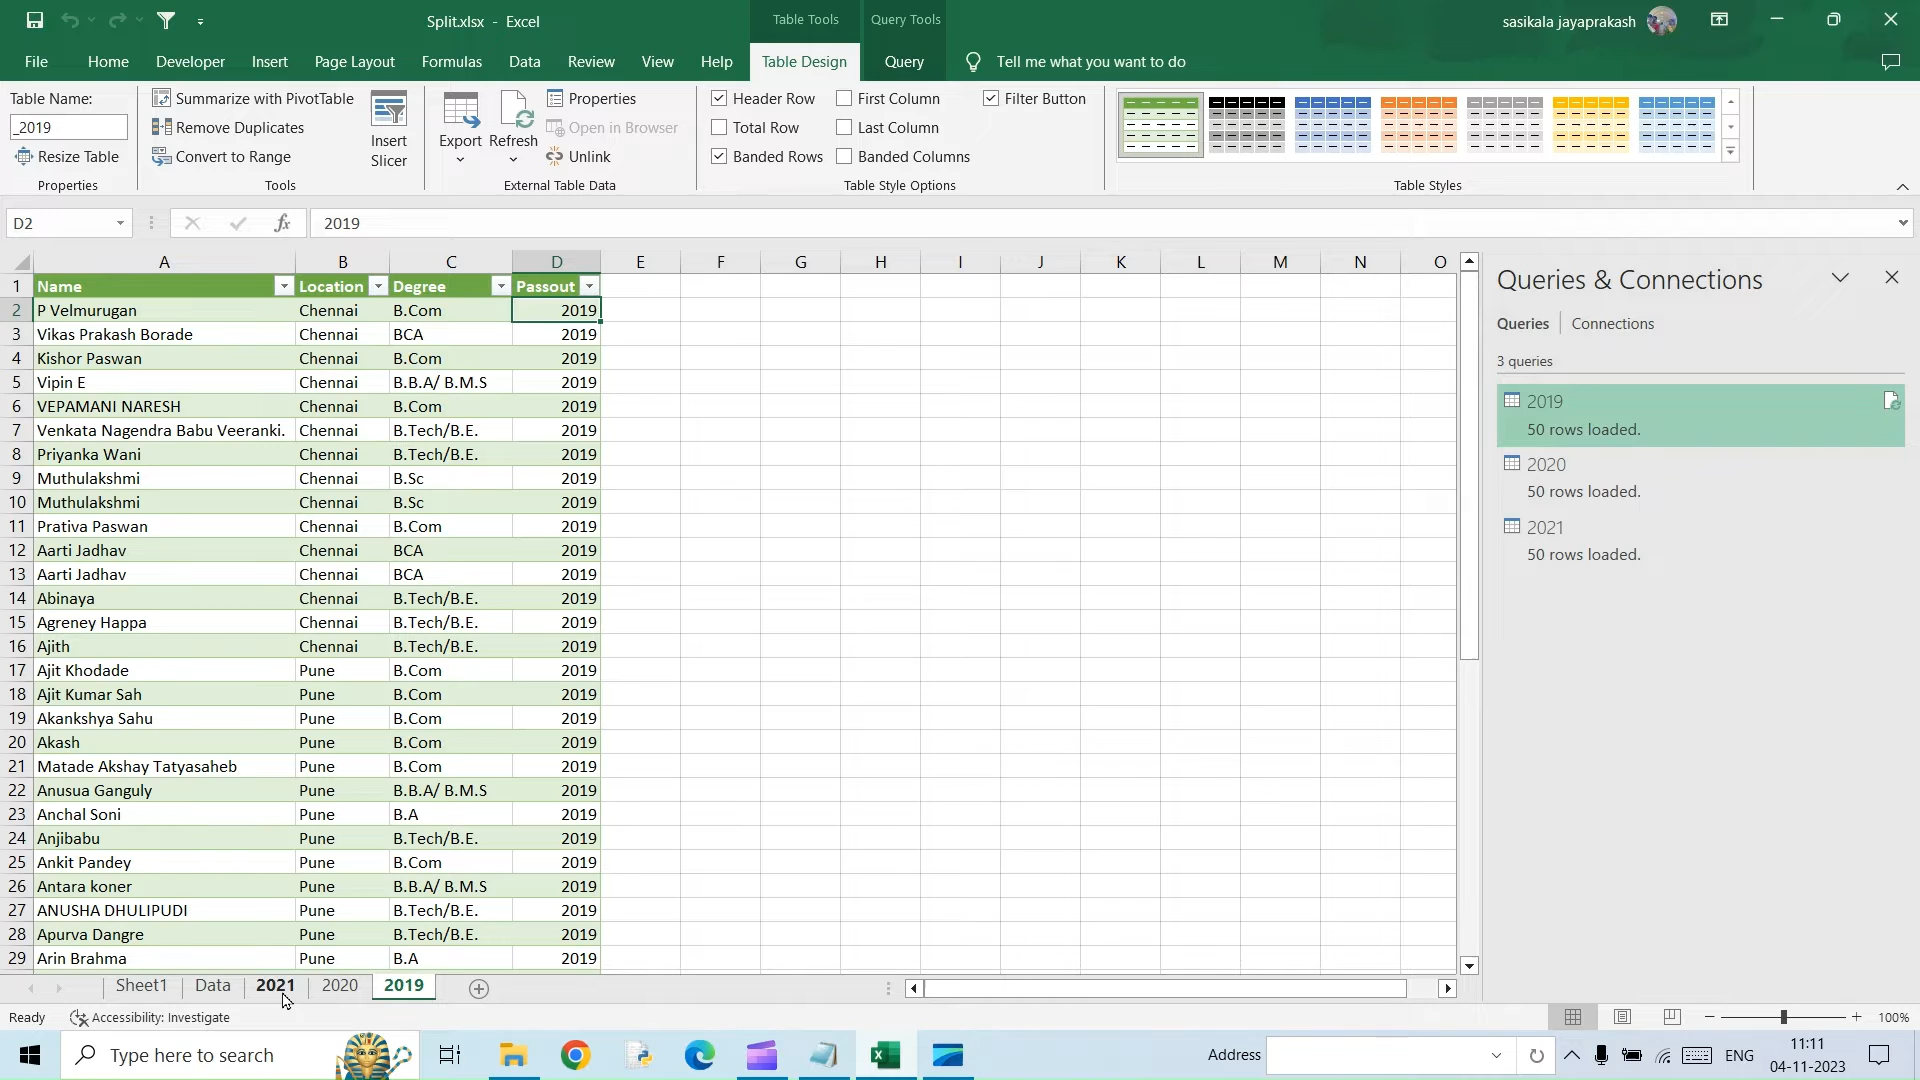 Split.xlsx - Excel
Table Tools
Query Tools
sasikala jayaprakash
File
Home
Developer
Insert
Page Layout
Formulas
Data
Review
View
Help
Table Design
Query
Tell me what you want to do
Table Name:
_2019
Resize Table
Properties
Summarize with PivotTable
Remove Duplicates
Convert to Range
Tools
Insert
Slicer
Export
Refresh
Properties
Open in Browser
Unlink
External Table Data
Header Row
Total Row
Banded Rows
First Column
Last Column
Banded Columns
Filter Button
Table Style Options
Table Styles
D2
fx
2019
A B C D E F G H I J K L M N O
1 Name Location Degree Passout
2 P Velmurugan Chennai B.Com 2019
3 Vikas Prakash Borade Chennai BCA 2019
4 Kishor Paswan Chennai B.Com 2019
5 Vipin E Chennai B.B.A/ B.M.S 2019
6 VEPAMANI NARESH Chennai B.Com 2019
7 Venkata Nagendra Babu Veeranki. Chennai B.Tech/B.E. 2019
8 Priyanka Wani Chennai B.Tech/B.E. 2019
9 Muthulakshmi Chennai B.Sc 2019
10 Muthulakshmi Chennai B.Sc 2019
11 Prativa Paswan Chennai B.Com 2019
12 Aarti Jadhav Chennai BCA 2019
13 Aarti Jadhav Chennai BCA 2019
14 Abinaya Chennai B.Tech/B.E. 2019
15 Agreney Happa Chennai B.Tech/B.E. 2019
16 Ajith Chennai B.Tech/B.E. 2019
17 Ajit Khodade Pune B.Com 2019
18 Ajit Kumar Sah Pune B.Com 2019
19 Akankshya Sahu Pune B.Com 2019
20 Akash Pune B.Com 2019
21 Matade Akshay Tatyasaheb Pune B.Com 2019
22 Anusua Ganguly Pune B.B.A/ B.M.S 2019
23 Anchal Soni Pune B.A 2019
24 Anjibabu Pune B.Tech/B.E. 2019
25 Ankit Pandey Pune B.Com 2019
26 Antara koner Pune B.B.A/ B.M.S 2019
27 ANUSHA DHULIPUDI Pune B.Tech/B.E. 2019
28 Apurva Dangre Pune B.Tech/B.E. 2019
29 Arin Brahma Pune B.A 2019
Queries & Connections
Queries Connections
3 queries
2019
50 rows loaded.
2020
50 rows loaded.
2021
50 rows loaded.
Sheet1 Data 2021 2020 2019
Ready
Accessibility: Investigate
100%
Type here to search
Address
ENG
11:11
04-11-2023